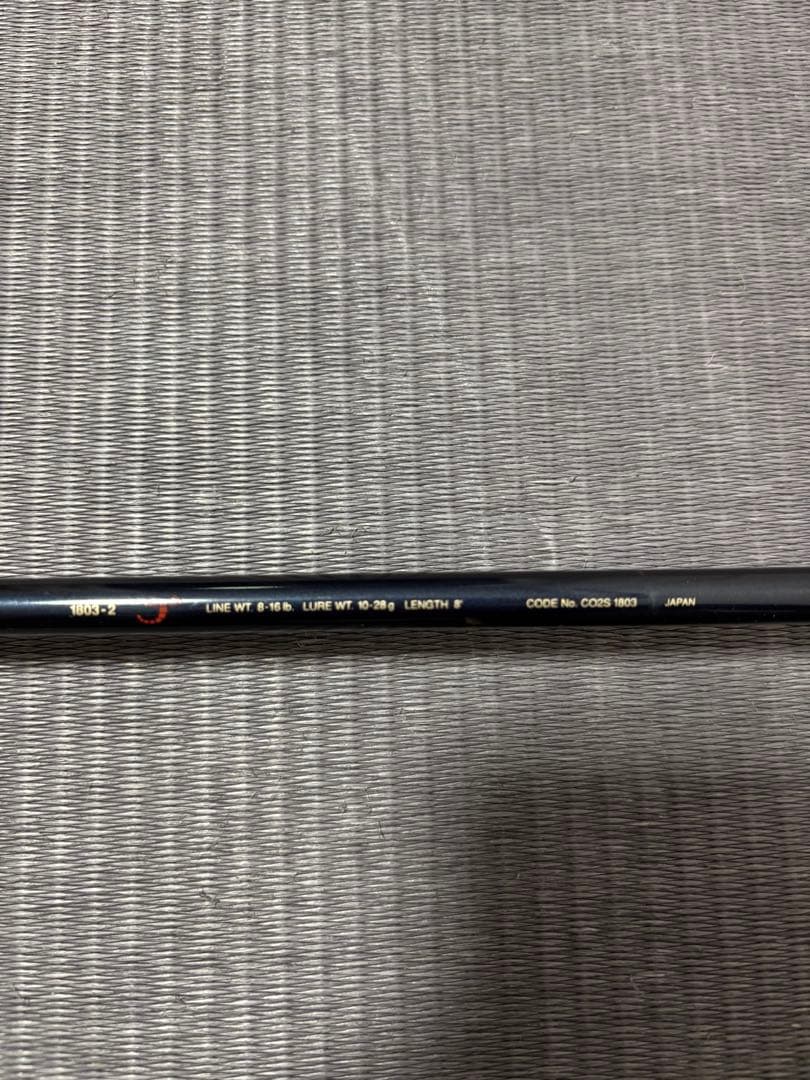 1803-2 LINE WT. 8-16 lb. LURE WT. 10-28 g LENGTH 8' CODE No. CO2S 1803 JAPAN